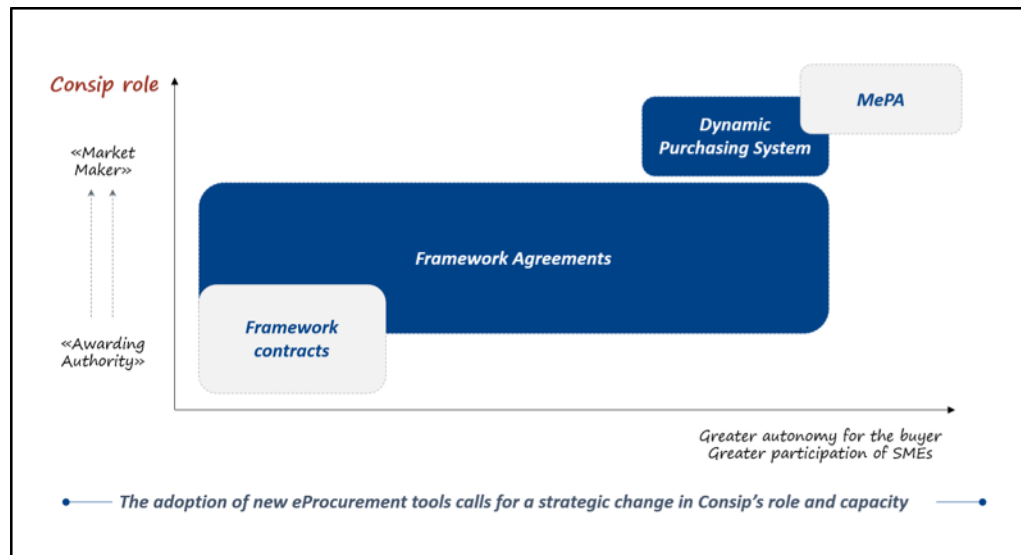 Consip role
«Market
Maker»
«Awarding
Authority»
MePA
Dynamic
Purchasing System
Framework Agreements
Framework
contracts
Greater autonomy for the buyer
Greater participation of SMEs
The adoption of new eProcurement tools calls for a strategic change in Consip's role and capacity